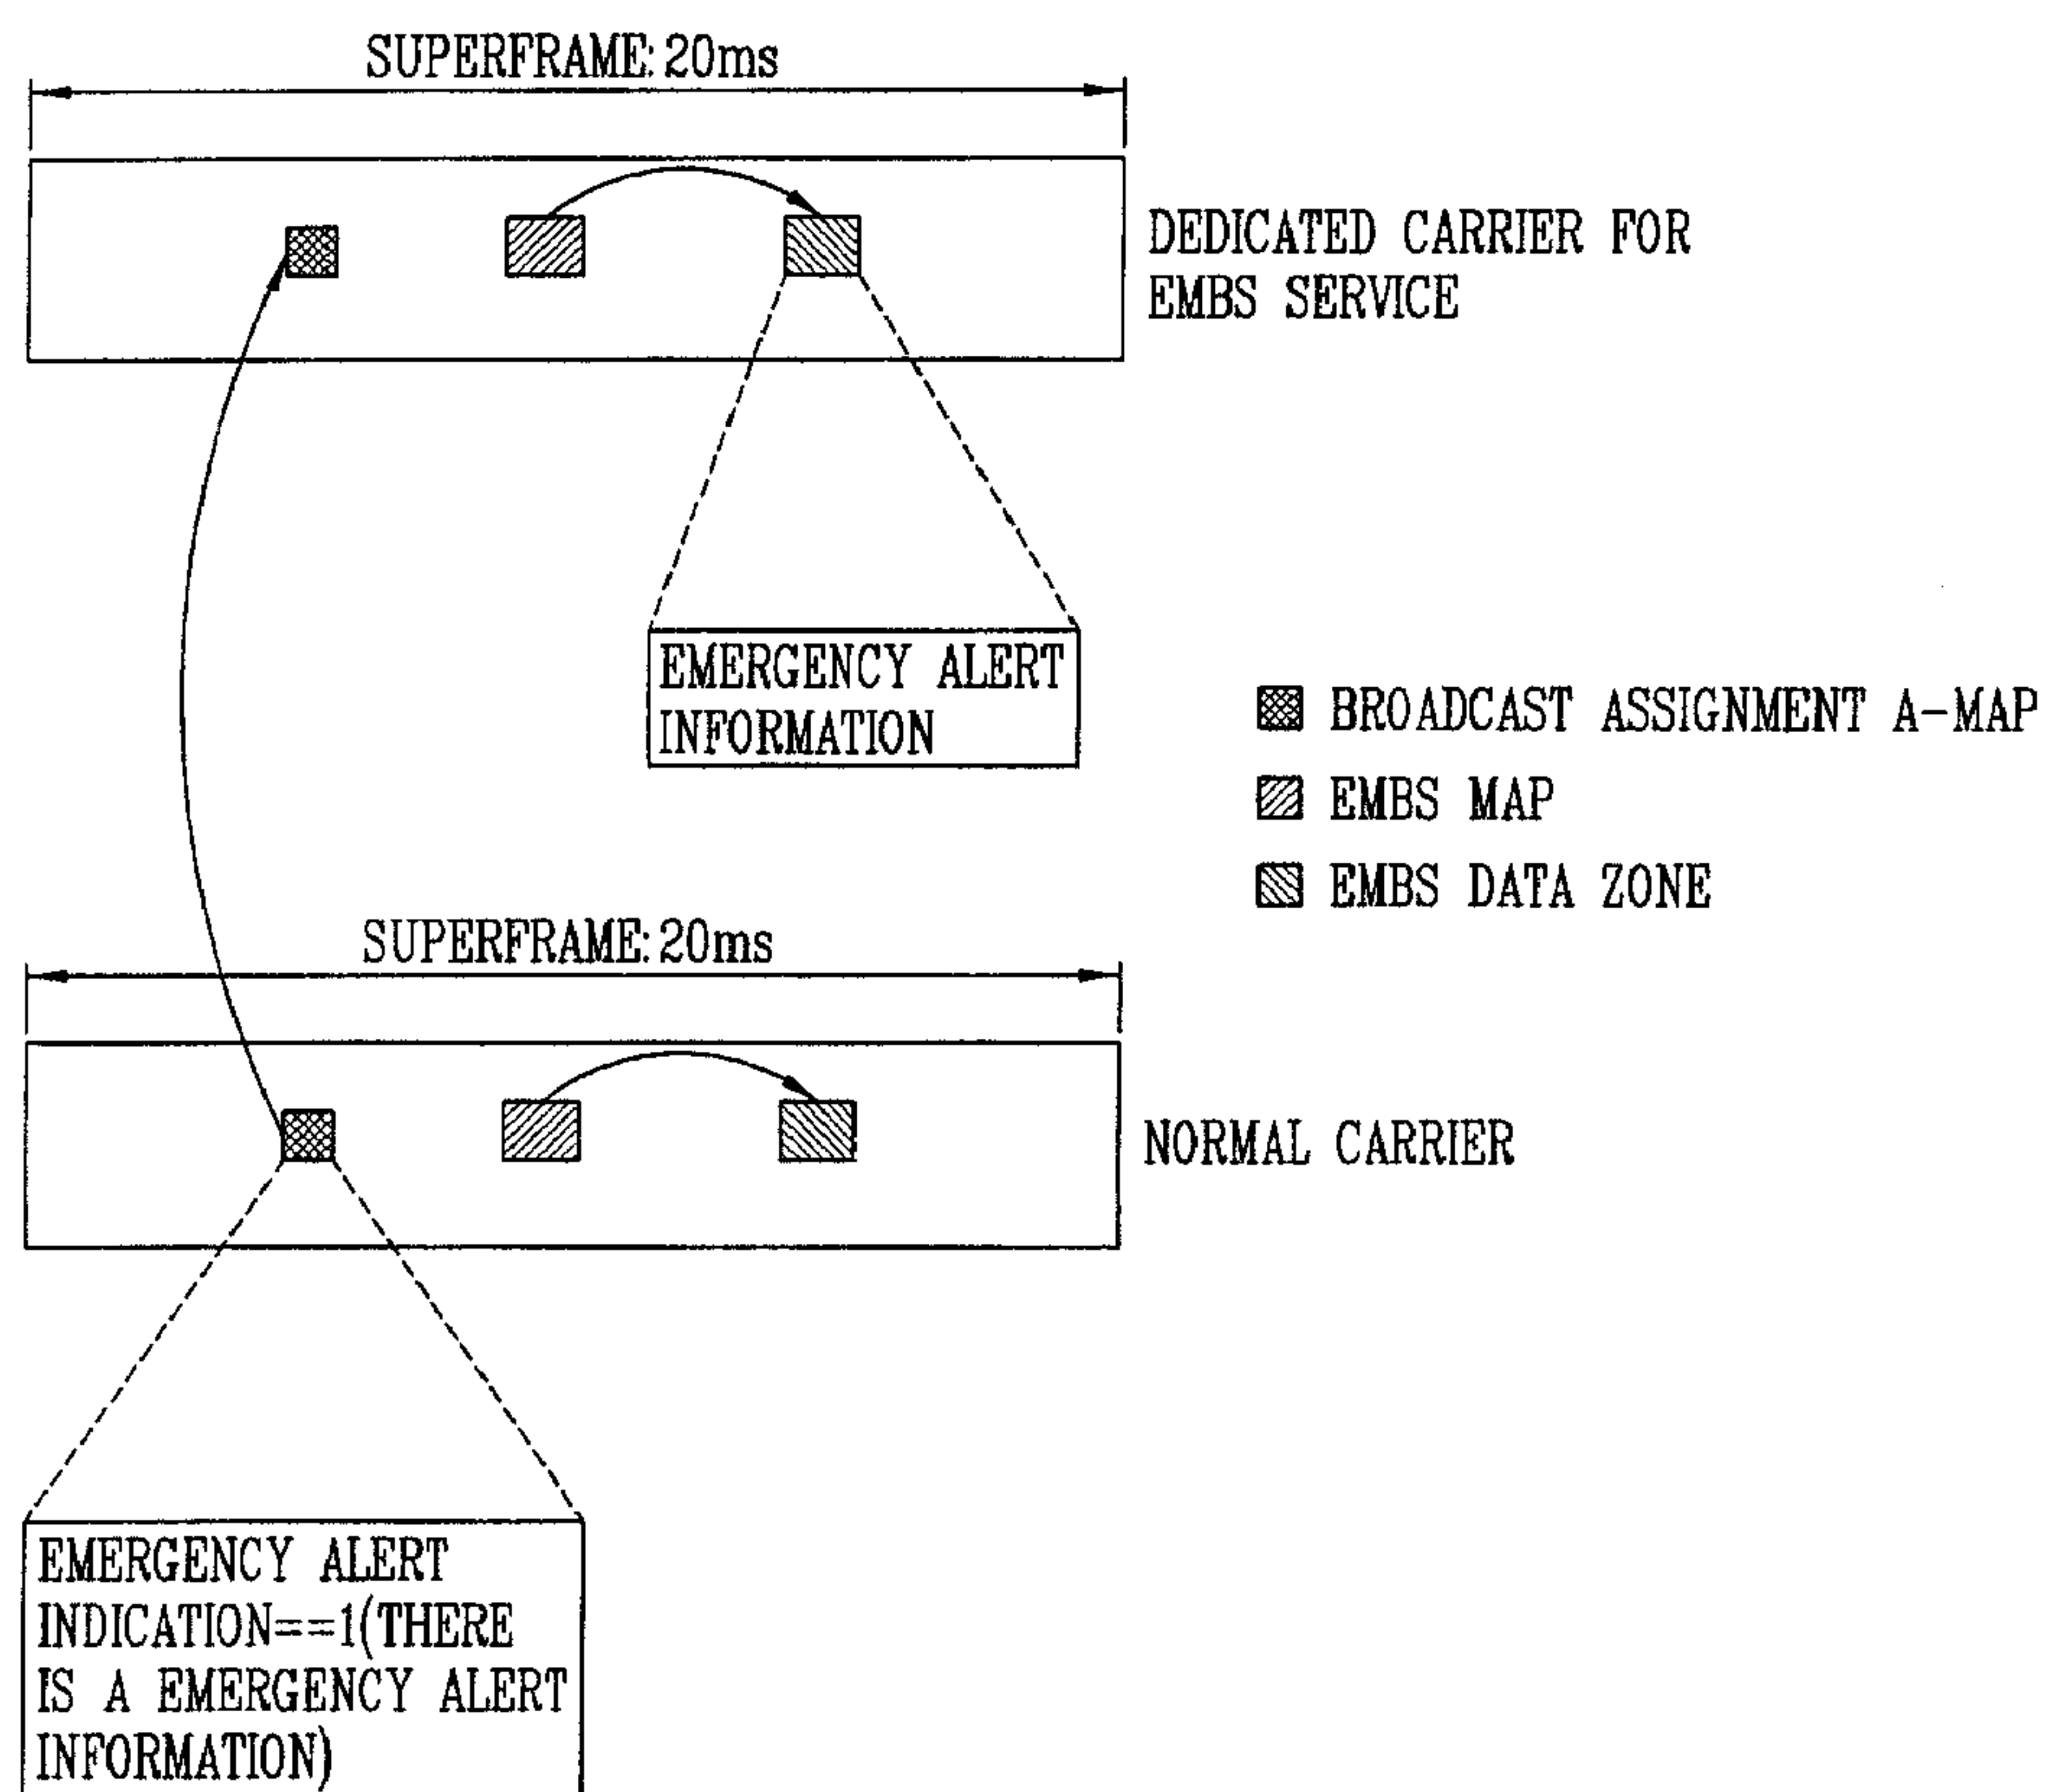 SUPERFRAME:20ms
DEDICATED CARRIER FOR
EMBS SERVICE
EMERGENCY ALERT
INFORMATION
BROADCAST ASSIGNMENT A-MAP
EMBS MAP
EMBS DATA ZONE
SUPERFRAME:20ms
NORMAL CARRIER
EMERGENCY ALERT
INDICATION==1(THERE
IS A EMERGENCY ALERT
INFORMATION)